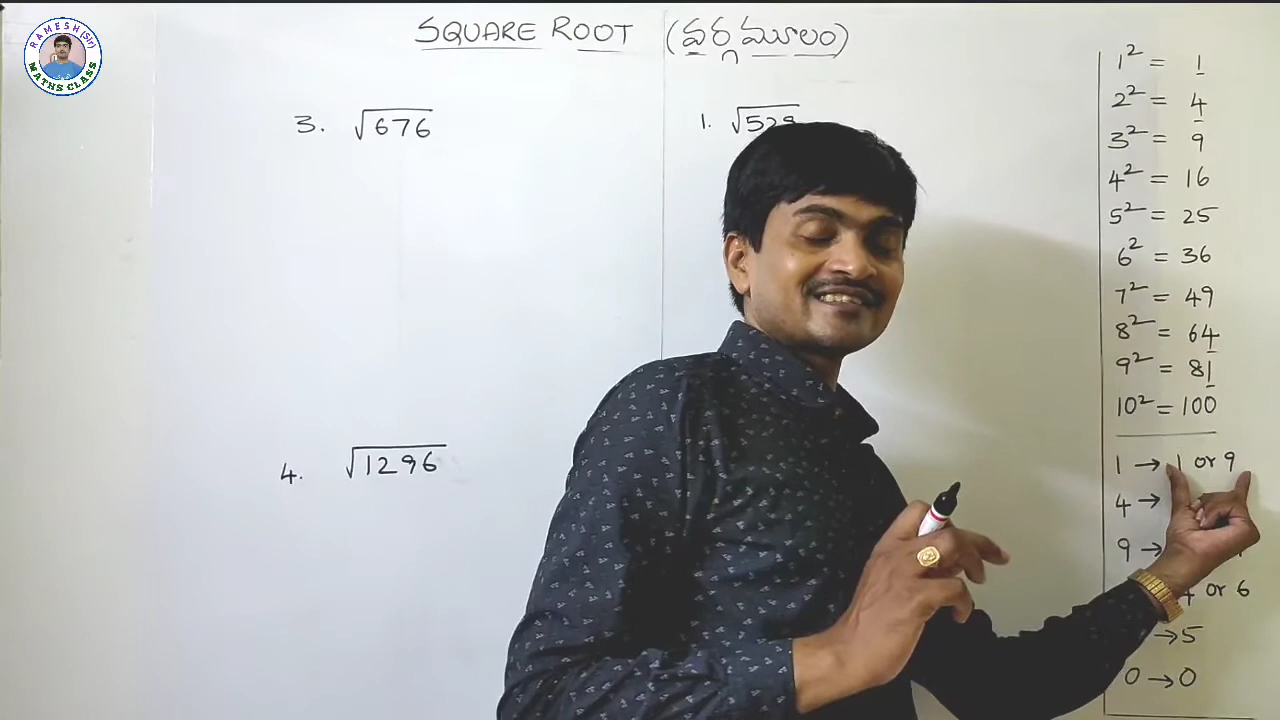 RAMESH (Sir)
MATHS CLASS
SQUARE ROOT (వర్గమూలం)
3. √676
1. √529
4. √1296
1² = 1
2² = 4
3² = 9
4² = 16
5² = 25
6² = 36
7² = 49
8² = 64
9² = 81
10² = 100
1 → 1 or 9
4 →
9 →
4 or 6
→ 5
0 → 0